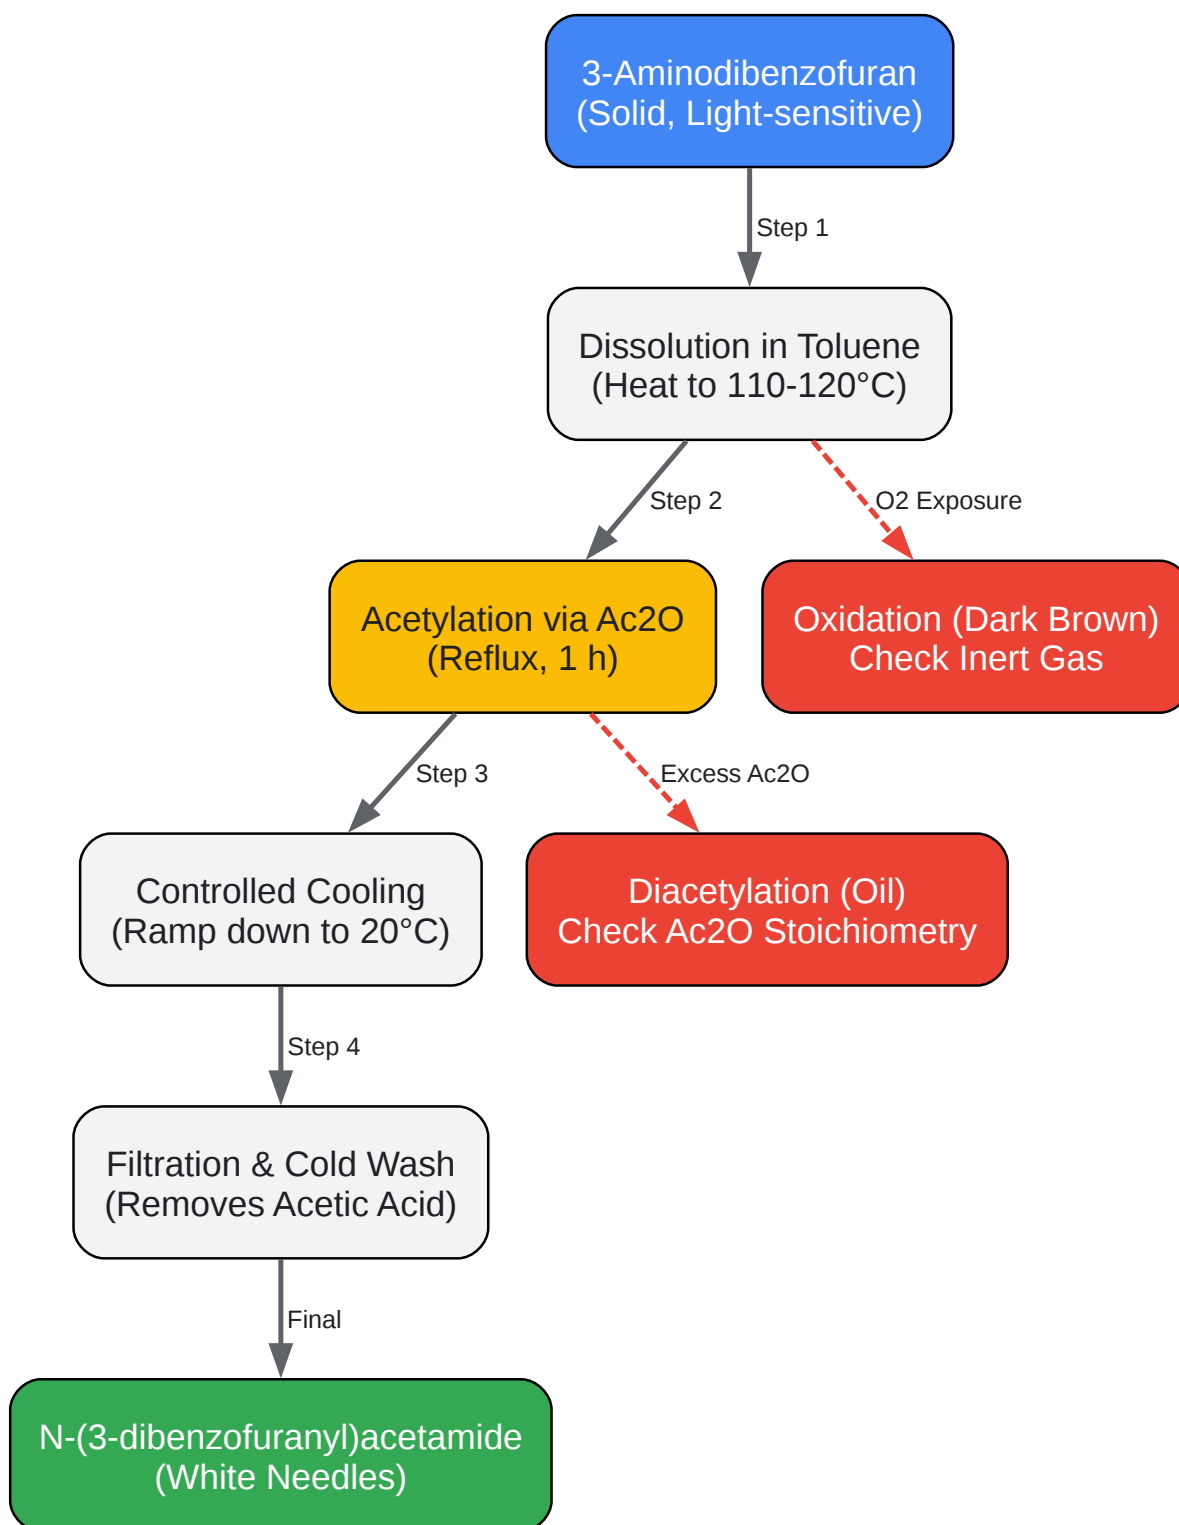 3-Aminodibenzofuran
(Solid, Light-sensitive)
Step 1
Dissolution in Toluene
(Heat to 110-120°C)
Step 2
O2 Exposure
Acetylation via Ac2O
(Reflux, 1 h)
Oxidation (Dark Brown)
Check Inert Gas
Step 3
Excess Ac2O
Controlled Cooling
(Ramp down to 20°C)
Diacetylation (Oil)
Check Ac2O Stoichiometry
Step 4
Filtration & Cold Wash
(Removes Acetic Acid)
Final
N-(3-dibenzofuranyl)acetamide
(White Needles)